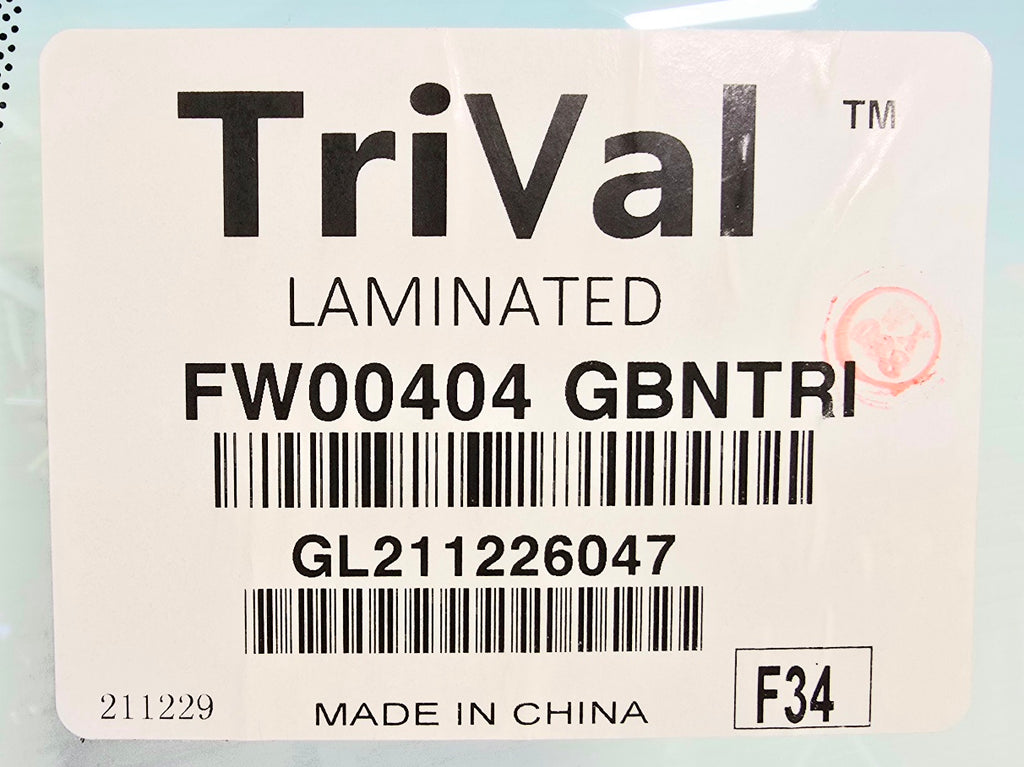 TriVal ™
LAMINATED
FW00404 GBNTRI
GL211226047
F34
211229
MADE IN CHINA